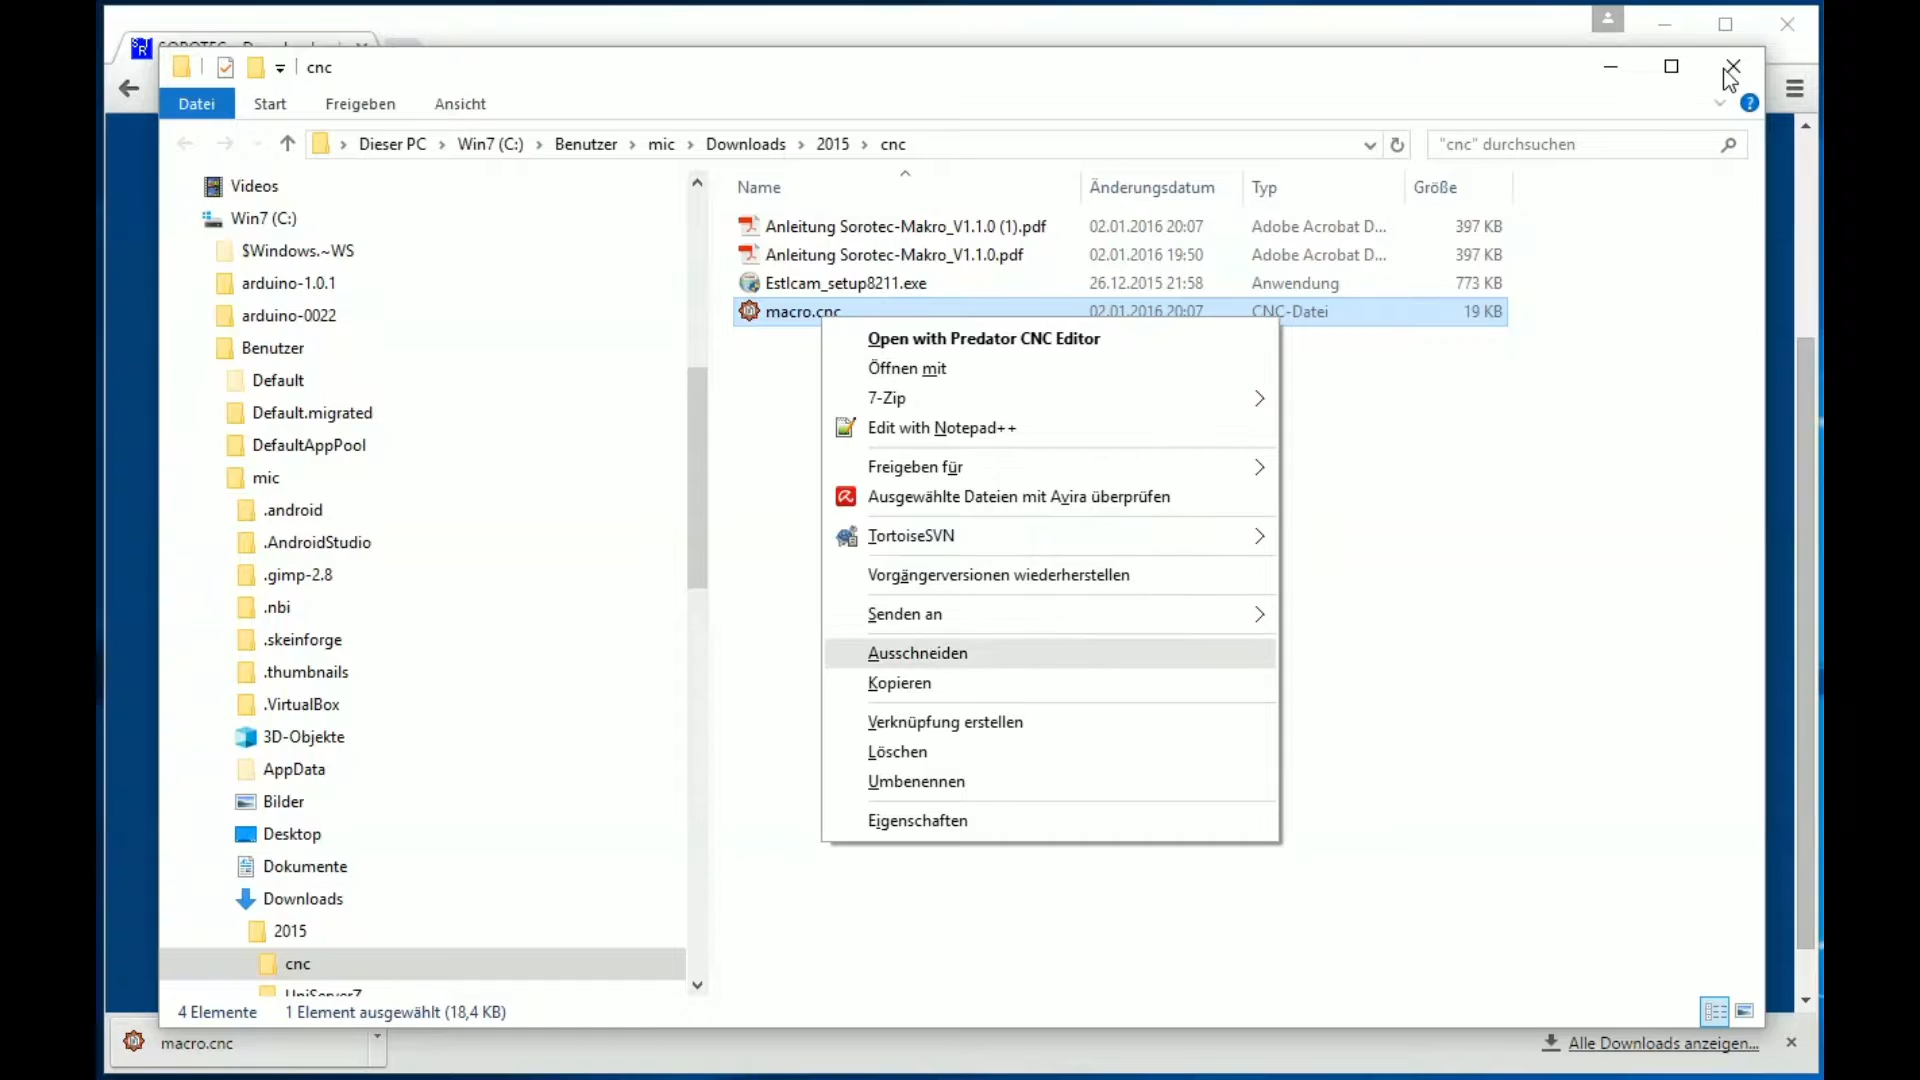 cnc
Datei Start Freigeben Ansicht
Dieser PC Win7 (C:) Benutzer mic Downloads 2015 cnc
"cnc" durchsuchen
Videos
Win7 (C:)
$Windows.~WS
arduino-1.0.1
arduino-0022
Benutzer
Default
Default.migrated
DefaultAppPool
mic
.android
.AndroidStudio
.gimp-2.8
.nbi
.skeinforge
.thumbnails
.VirtualBox
3D-Objekte
AppData
Bilder
Desktop
Dokumente
Downloads
2015
cnc
Name Änderungsdatum Typ Größe
Anleitung Sorotec-Makro_V1.1.0 (1).pdf 02.01.2016 20:07 Adobe Acrobat D... 397 KB
Anleitung Sorotec-Makro_V1.1.0.pdf 02.01.2016 19:50 Adobe Acrobat D... 397 KB
Estlcam_setup8211.exe 26.12.2015 21:58 Anwendung 773 KB
macro.cnc 02.01.2016 20:07 CNC-Datei 19 KB
Open with Predator CNC Editor
Öffnen mit
7-Zip
Edit with Notepad++
Freigeben für
Ausgewählte Dateien mit Avira überprüfen
TortoiseSVN
Vorgängerversionen wiederherstellen
Senden an
Ausschneiden
Kopieren
Verknüpfung erstellen
Löschen
Umbenennen
Eigenschaften
4 Elemente 1 Element ausgewählt (18,4 KB)
macro.cnc
Alle Downloads anzeigen...